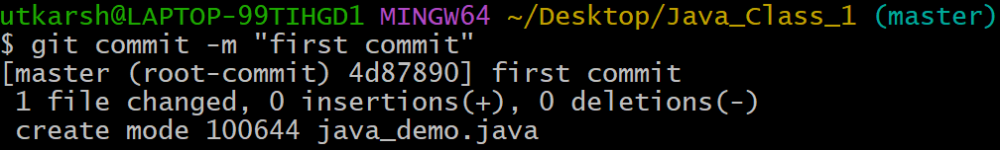 utkarsh@LAPTOP-99TIHGD1 MINGW64 ~/Desktop/Java_Class_1 (master)
$ git commit -m "first commit"
[master (root-commit) 4d87890] first commit
 1 file changed, 0 insertions(+), 0 deletions(-)
 create mode 100644 java_demo.java